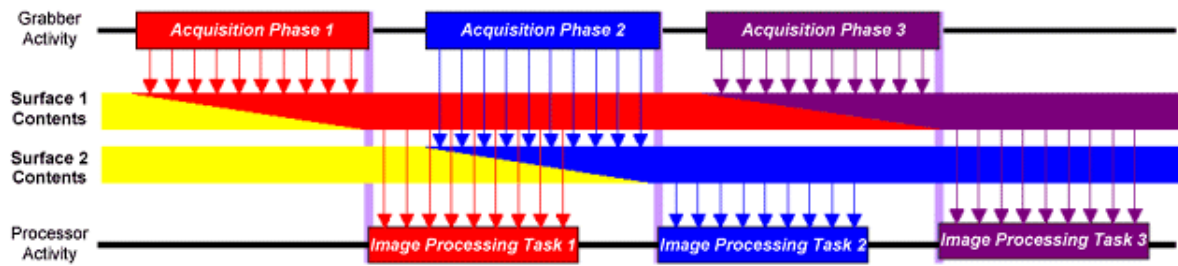 Grabber
Activity
Acquisition Phase 1
Acquisition Phase 2
Acquisition Phase 3
Surface 1
Contents
Surface 2
Contents
Processor
Activity
Image Processing Task 1
Image Processing Task 2
Image Processing Task 3